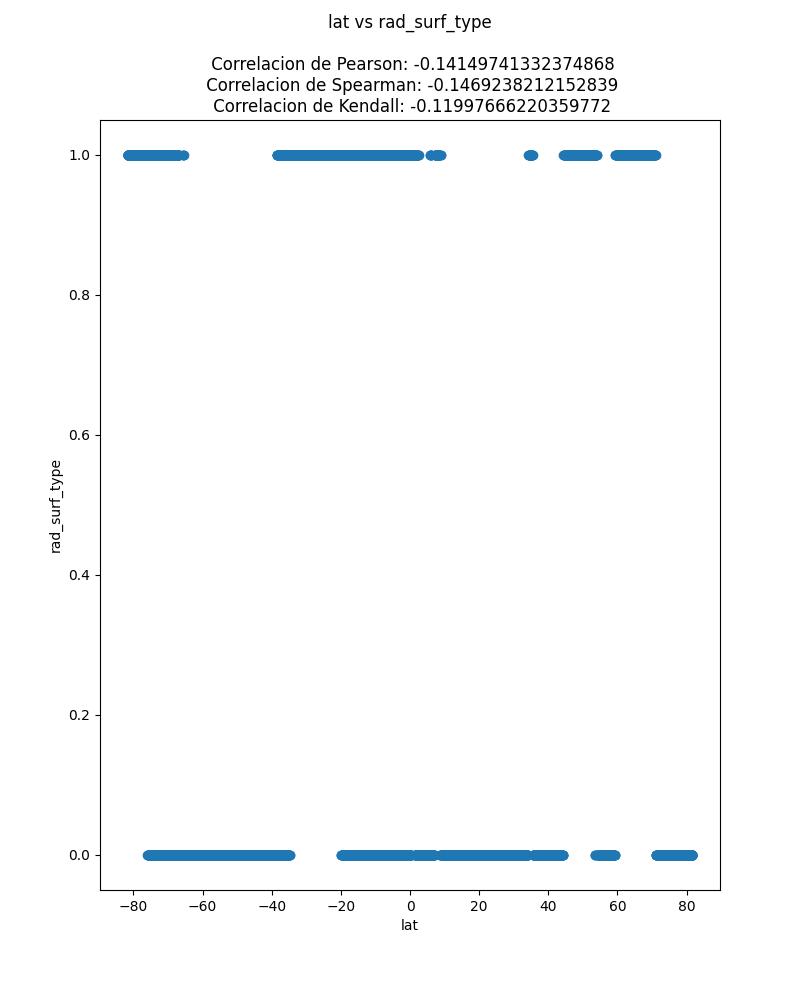 lat vs rad_surf_type
Correlacion de Pearson: -0.14149741332374868
Correlacion de Spearman: -0.1469238212152839
Correlacion de Kendall: -0.11997666220359772
1.0
0.8
0.6
0.4
0.2
0.0
rad_surf_type
−80 −60 −40 −20 0 20 40 60 80
lat